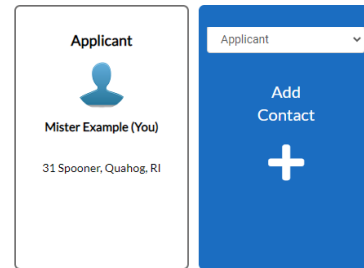 Applicant
Mister Example (You)
31 Spooner, Quahog, RI
Applicant
Add
Contact